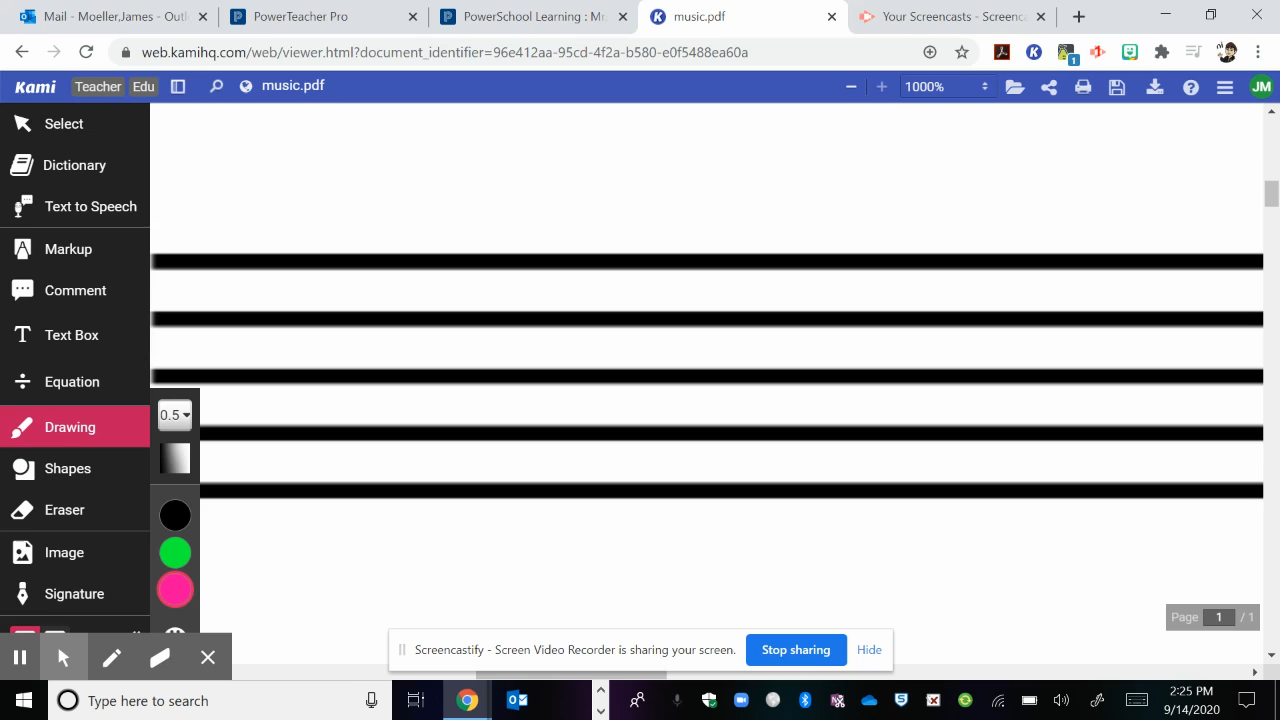 Mail - Moeller,James - Outl
PowerTeacher Pro
PowerSchool Learning : Mr.
music.pdf
Your Screencasts - Screenc
web.kamihq.com/web/viewer.html?document_identifier=96e412aa-95cd-4f2a-b580-e0f5488ea60a
1
Kami Teacher Edu music.pdf 1000% JM
Select
Dictionary
Text to Speech
Markup
Comment
Text Box
Equation
0.5
Drawing
Shapes
Eraser
Image
Signature
Page 1 / 1
Screencastify - Screen Video Recorder is sharing your screen. Stop sharing Hide
Type here to search
2:25 PM
9/14/2020